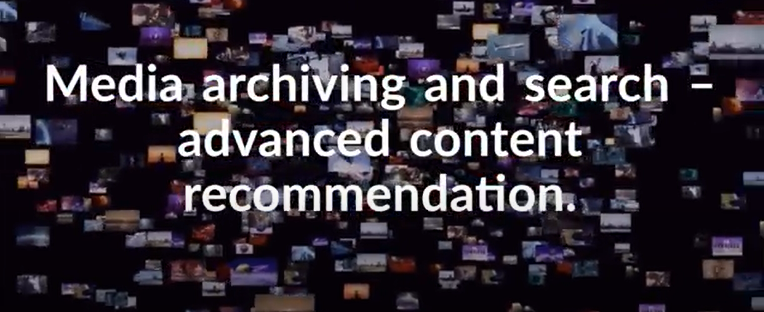 Media archiving and search –
advanced content
recommendation.